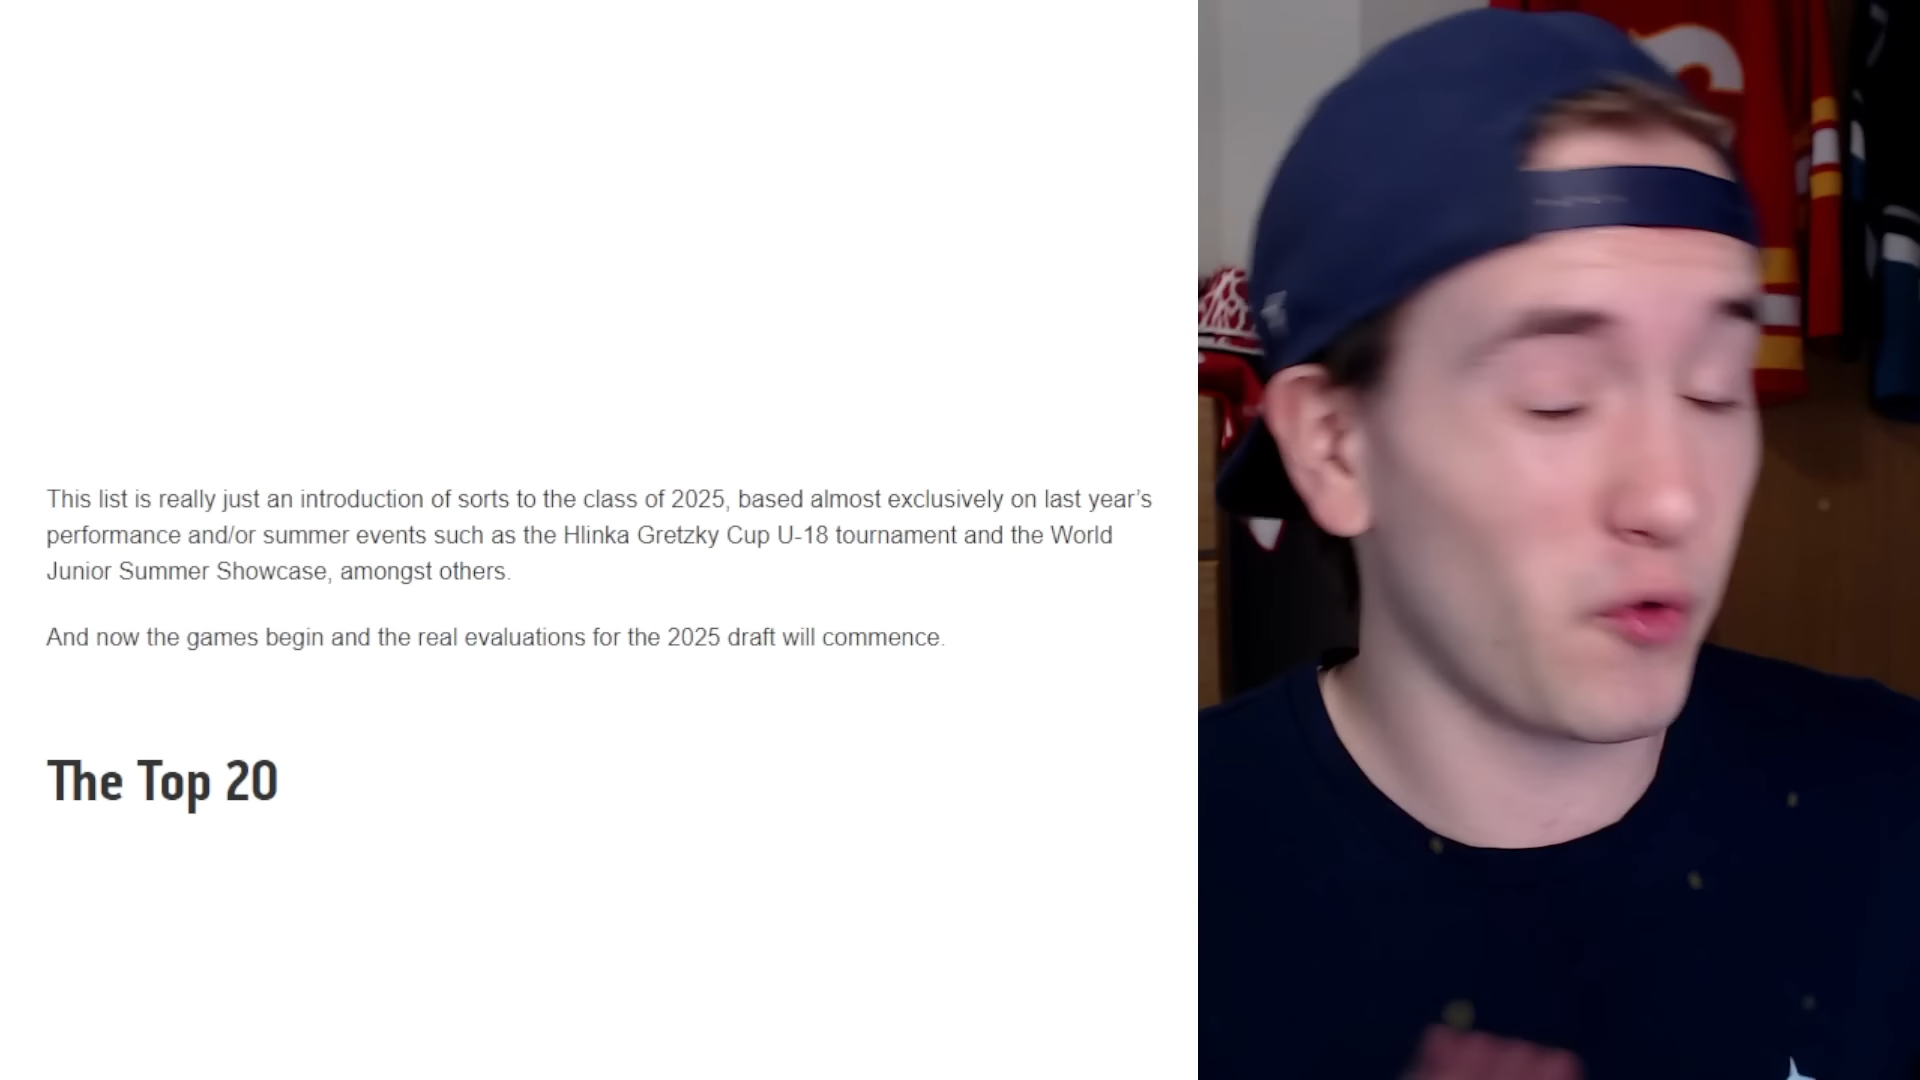 This list is really just an introduction of sorts to the class of 2025, based almost exclusively on last year’s
performance and/or summer events such as the Hlinka Gretzky Cup U-18 tournament and the World
Junior Summer Showcase, amongst others.
And now the games begin and the real evaluations for the 2025 draft will commence.
The Top 20